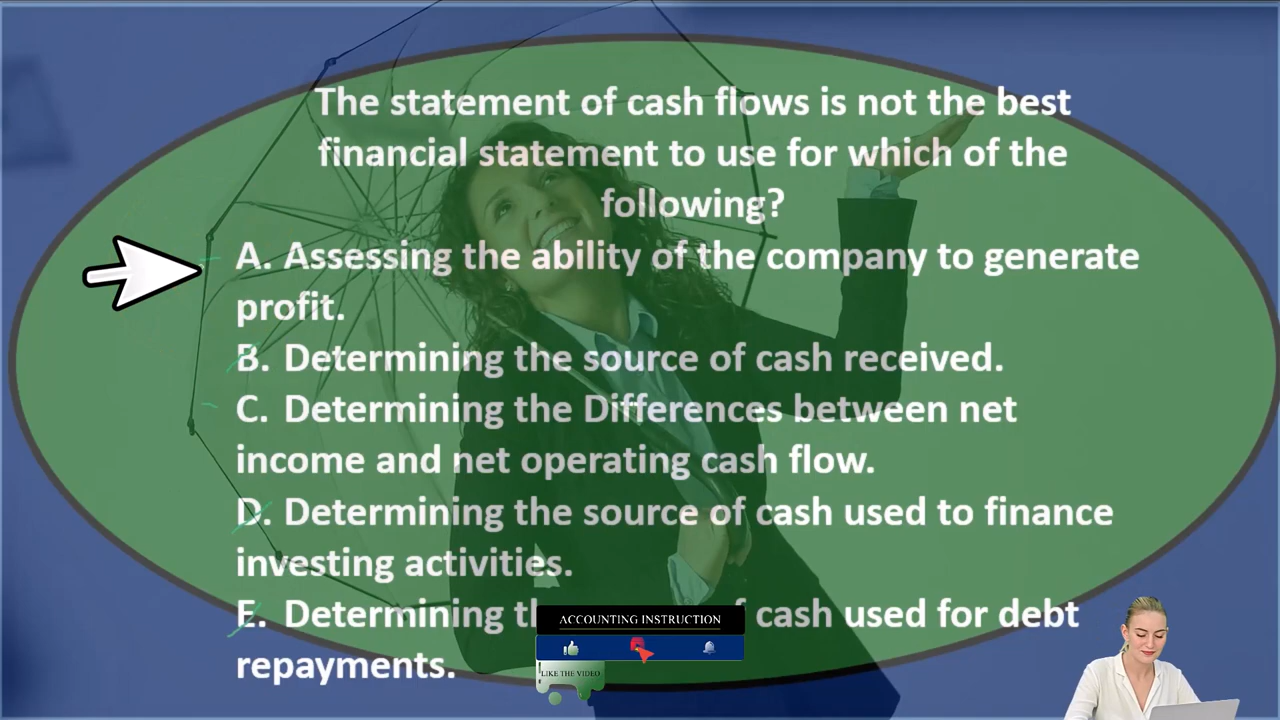 The statement of cash flows is not the best
financial statement to use for which of the
following?
A. Assessing the ability of the company to generate
profit.
B. Determining the source of cash received.
C. Determining the Differences between net
income and net operating cash flow.
D. Determining the source of cash used to finance
investing activities.
E. Determining of cash used for debt
repayments.
ACCOUNTING INSTRUCTION
LIKE THE VIDEO